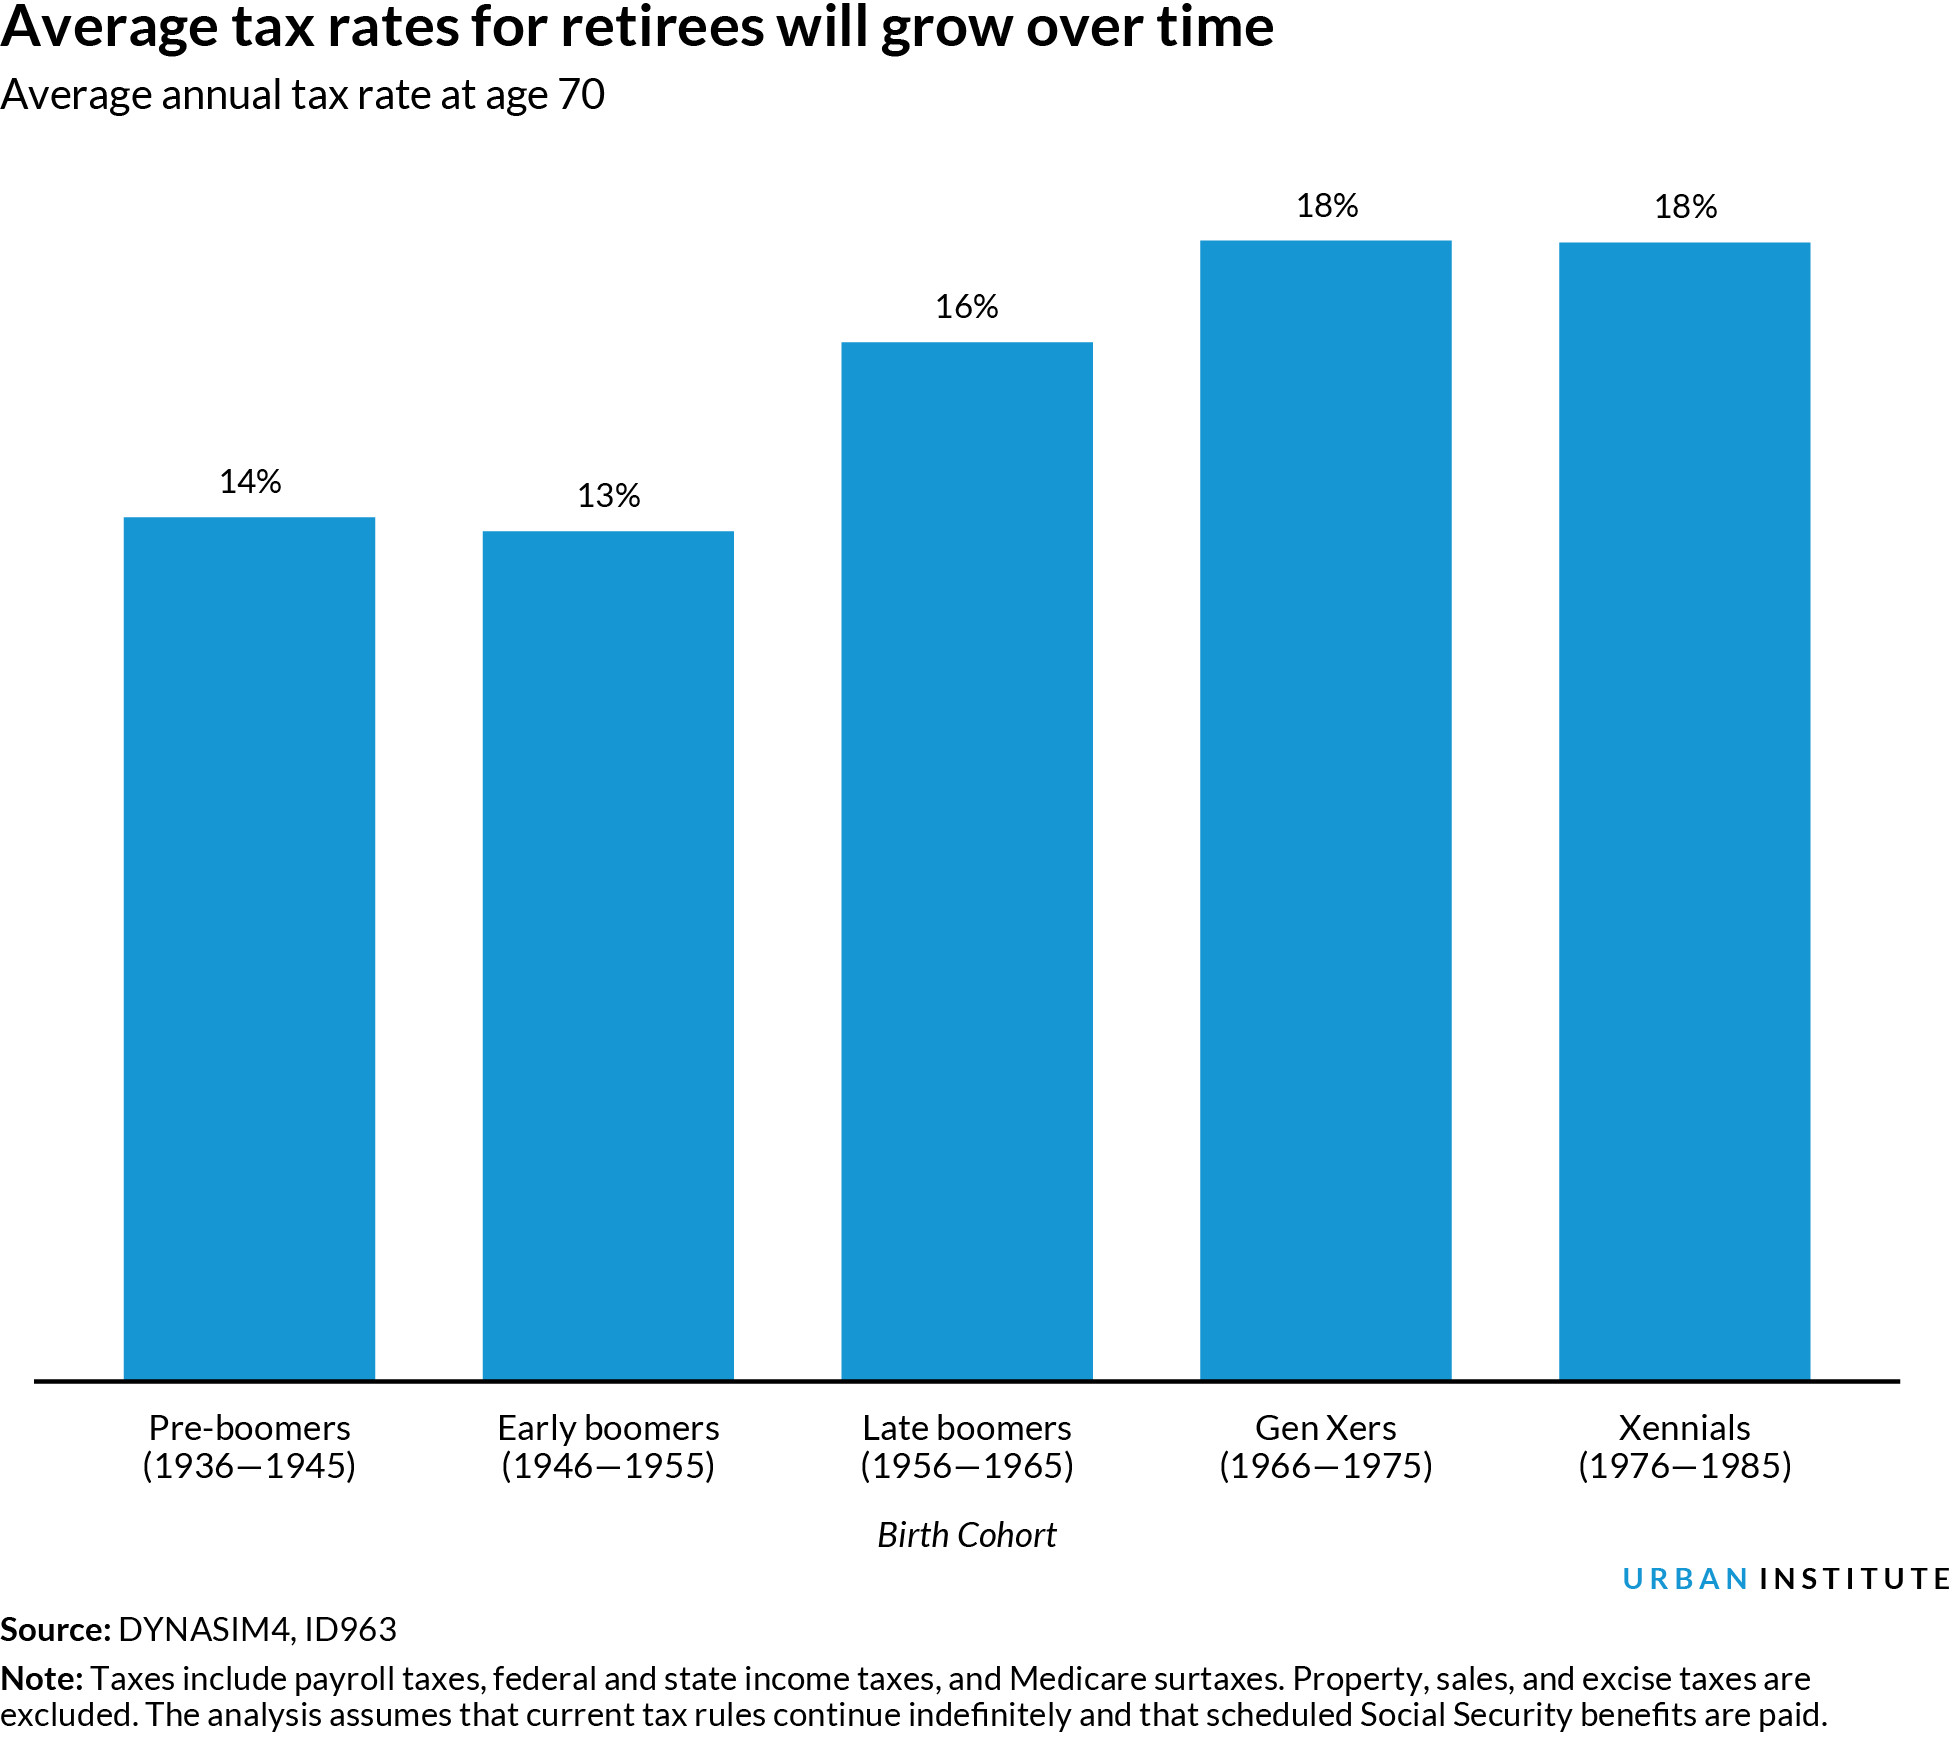 Average tax rates for retirees will grow over time
Average annual tax rate at age 70
18%
18%
16%
14%
13%
Pre-boomers
(1936—1945)
Early boomers
(1946—1955)
Late boomers
(1956—1965)
Gen Xers
(1966—1975)
Xennials
(1976—1985)
Birth Cohort
URBAN INSTITUTE
Source: DYNASIM4, ID963
Note: Taxes include payroll taxes, federal and state income taxes, and Medicare surtaxes. Property, sales, and excise taxes are
excluded. The analysis assumes that current tax rules continue indefinitely and that scheduled Social Security benefits are paid.